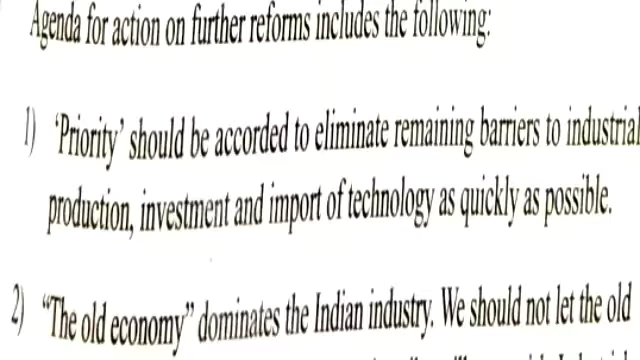 Agenda for action on further reforms includes the following:
1) 'Priority' should be accorded to eliminate remaining barriers to industrial
production, investment and import of technology as quickly as possible.
2) "The old economy" dominates the Indian industry. We should not let the old